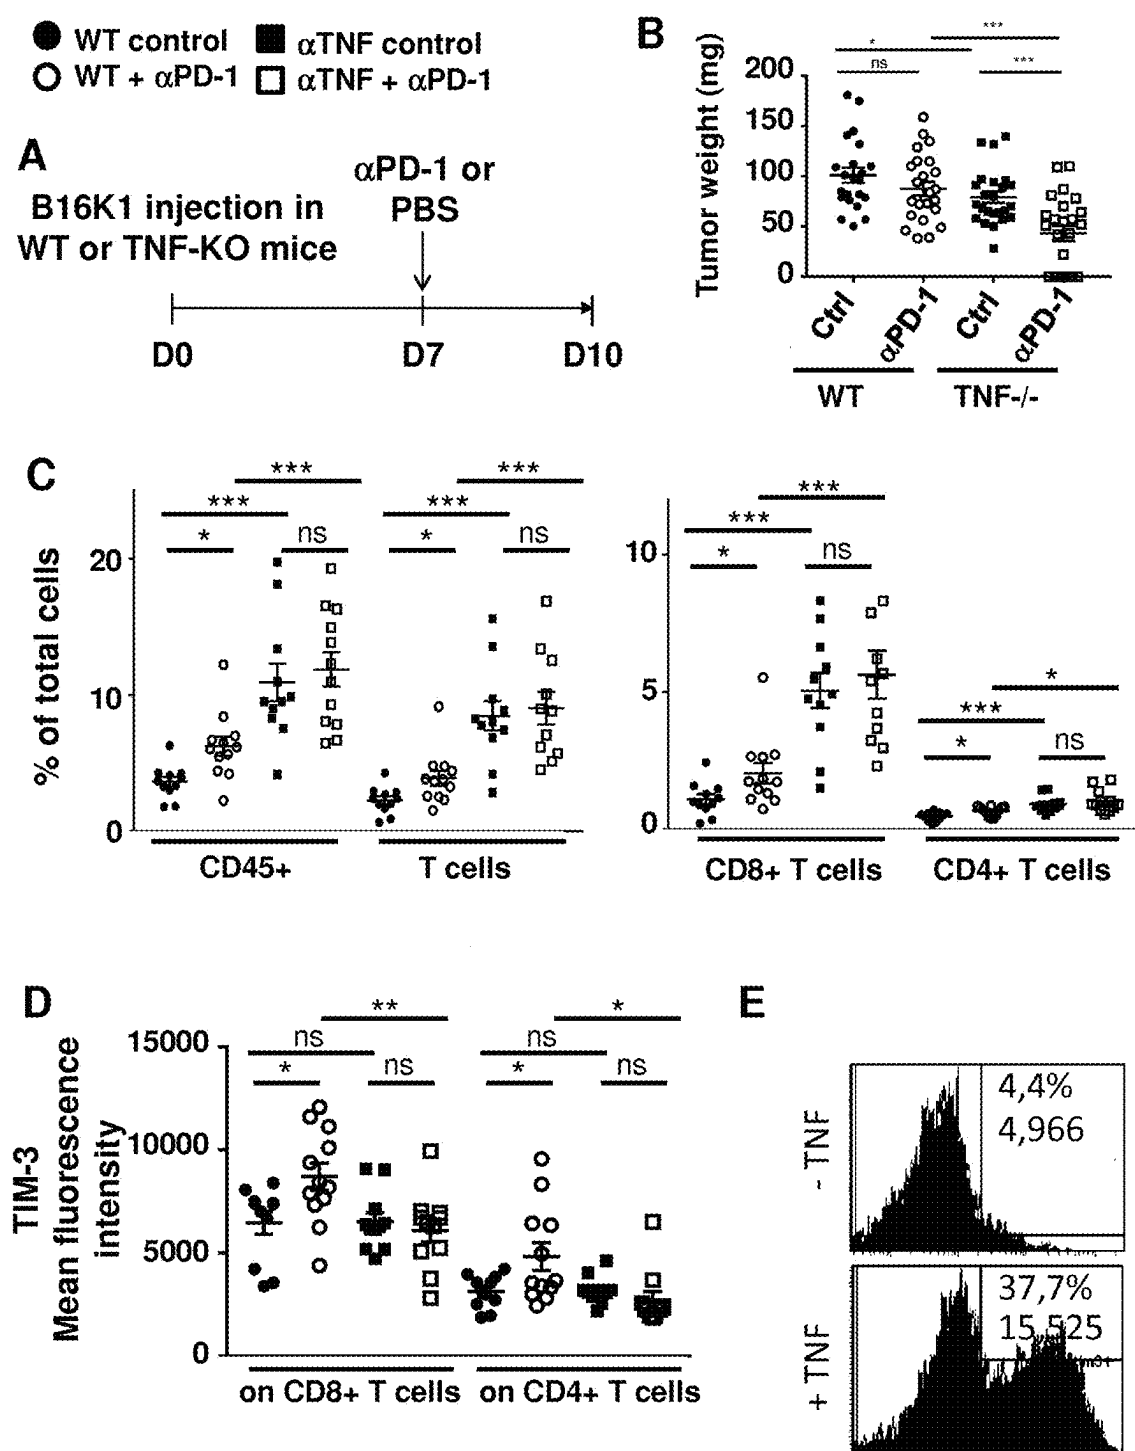 WT control
αTNF control
WT + αPD-1
αTNF + αPD-1
A
B16K1 injection in
WT or TNF-KO mice
αPD-1 or
PBS
D0
D7
D10
B
Tumor weight (mg)
200
150
100
50
0
***
*
ns
***
Ctrl
αPD-1
Ctrl
αPD-1
WT
TNF-/-
C
% of total cells
20
10
0
***
***
***
***
*
ns
*
ns
CD45+
T cells
10
5
0
***
***
*
ns
*
***
*
ns
CD8+ T cells
CD4+ T cells
D
TIM-3
Mean fluorescence
intensity
15000
10000
5000
0
**
*
ns
ns
*
ns
*
ns
on CD8+ T cells
on CD4+ T cells
E
- TNF
4,4%
4,966
+ TNF
37,7%
15,525